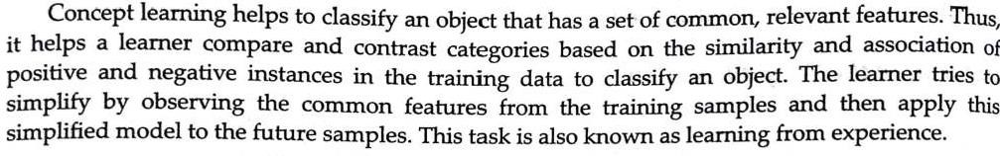 Concept learning helps to classify an object that has a set of common, relevant features. Thus,
it helps a learner compare and contrast categories based on the similarity and association of
positive and negative instances in the training data to classify an object. The learner tries to
simplify by observing the common features from the training samples and then apply this
simplified model to the future samples. This task is also known as learning from experience.